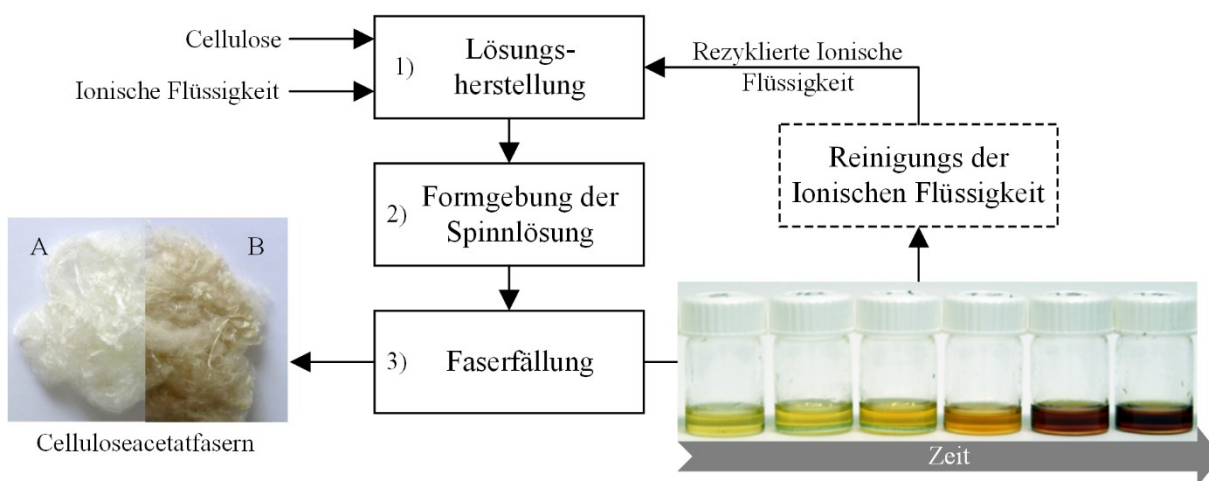 Cellulose
Ionische Flüssigkeit
1)
Lösungs-
herstellung
Rezyklierte Ionische
Flüssigkeit
Reinigungs der
Ionischen Flüssigkeit
2)
Formgebung der
Spinnlösung
A
B
3)
Faserfällung
Celluloseacetatfasern
Zeit